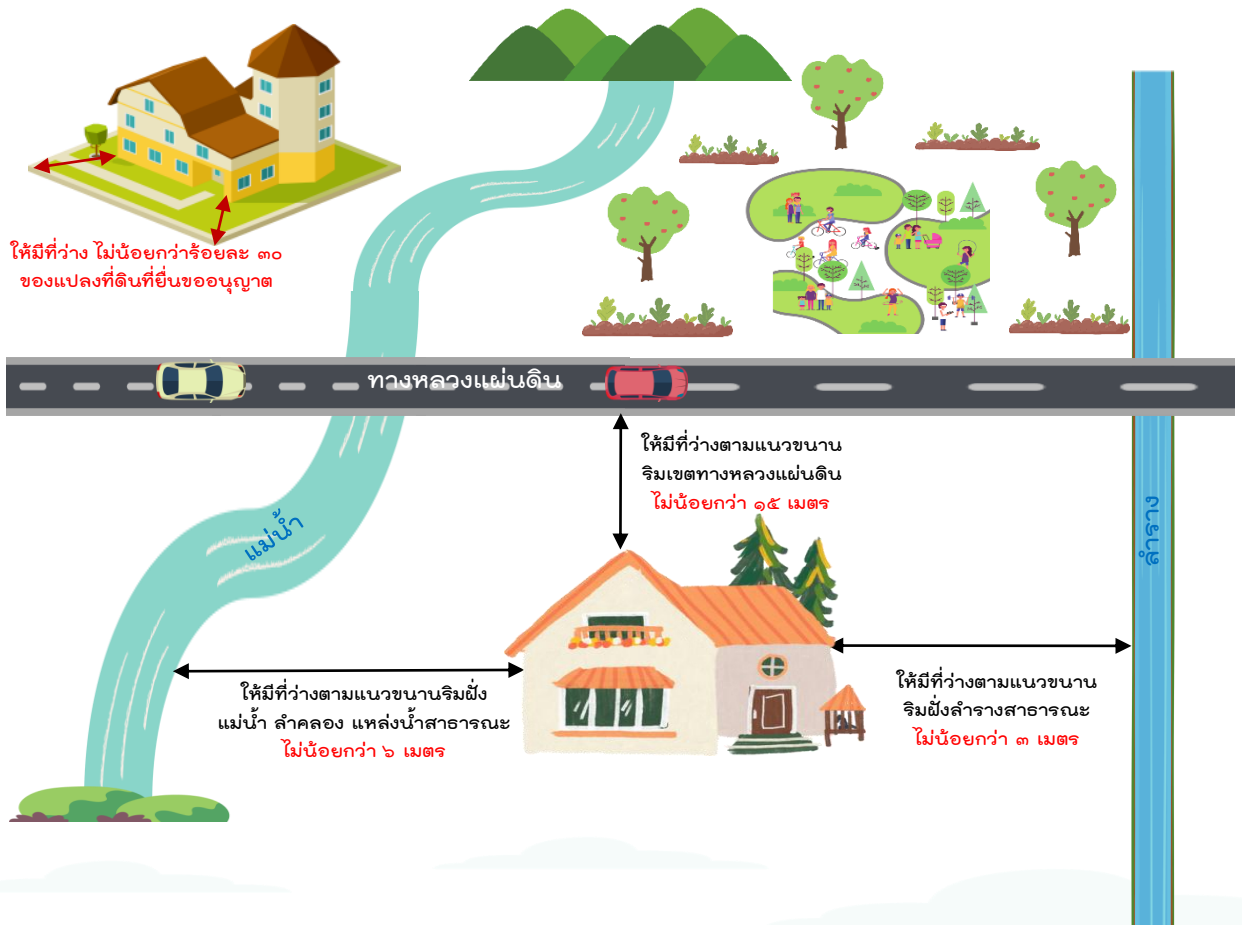 ให้มีที่ว่าง ไม่น้อยกว่าร้อยละ ๓๐
ของแปลงที่ดินที่ยื่นขออนุญาต
ทางหลวงแผ่นดิน
ให้มีที่ว่างตามแนวขนาน
ริมเขตทางหลวงแผ่นดิน
ไม่น้อยกว่า ๑๕ เมตร
แม่น้ำ
ลำราง
ให้มีที่ว่างตามแนวขนานริมฝั่ง
แม่น้ำ ลำคลอง แหล่งน้ำสาธารณะ
ไม่น้อยกว่า ๖ เมตร
ให้มีที่ว่างตามแนวขนาน
ริมฝั่งลำรางสาธารณะ
ไม่น้อยกว่า ๓ เมตร